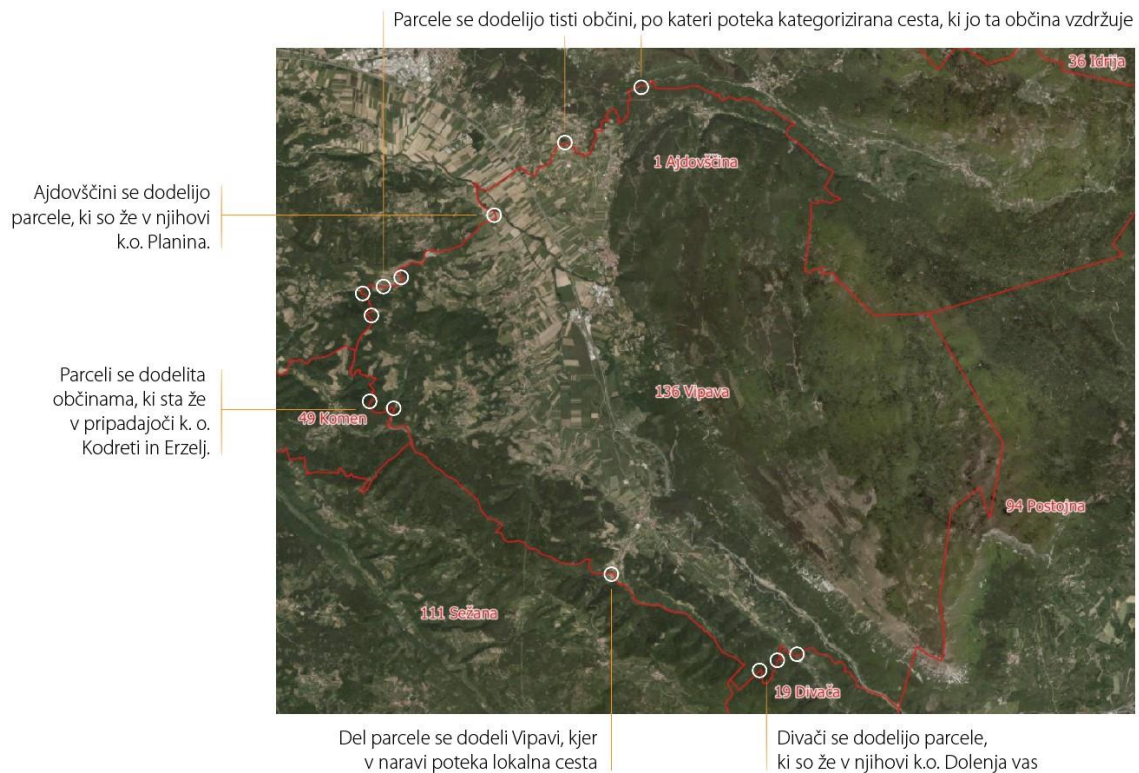 Parcele se dodelijo tisti občini, po kateri poteka kategorizirana cesta, ki jo ta občina vzdržuje
36 Idrija
1 Ajdovščina
Ajdovščini se dodelijo
parcele, ki so že v njihovi
k.o. Planina.
Parceli se dodelita
občinama, ki sta že
v pripadajoči k. o.
Kodreti in Erzelj.
136 Vipava
49 Komen
94 Postojna
111 Sežana
19 Divača
Del parcele se dodeli Vipavi, kjer
v naravi poteka lokalna cesta
Divači se dodelijo parcele,
ki so že v njihovi k.o. Dolenja vas